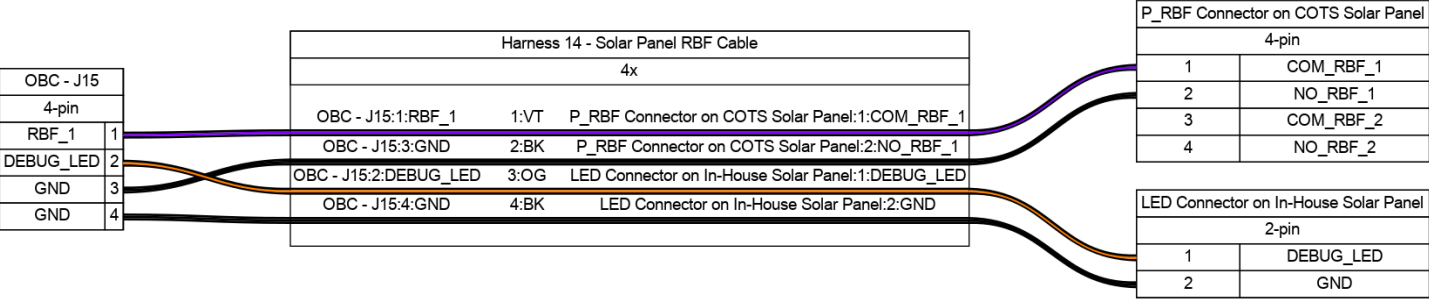 OBC - J15
4-pin
RBF_1 1
DEBUG_LED 2
GND 3
GND 4
Harness 14 - Solar Panel RBF Cable
4x
OBC - J15:1:RBF_1 1:VT P_RBF Connector on COTS Solar Panel:1:COM_RBF_1
OBC - J15:3:GND 2:BK P_RBF Connector on COTS Solar Panel:2:NO_RBF_1
OBC - J15:2:DEBUG_LED 3:OG LED Connector on In-House Solar Panel:1:DEBUG_LED
OBC - J15:4:GND 4:BK LED Connector on In-House Solar Panel:2:GND
P_RBF Connector on COTS Solar Panel
4-pin
1 COM_RBF_1
2 NO_RBF_1
3 COM_RBF_2
4 NO_RBF_2
LED Connector on In-House Solar Panel
2-pin
1 DEBUG_LED
2 GND